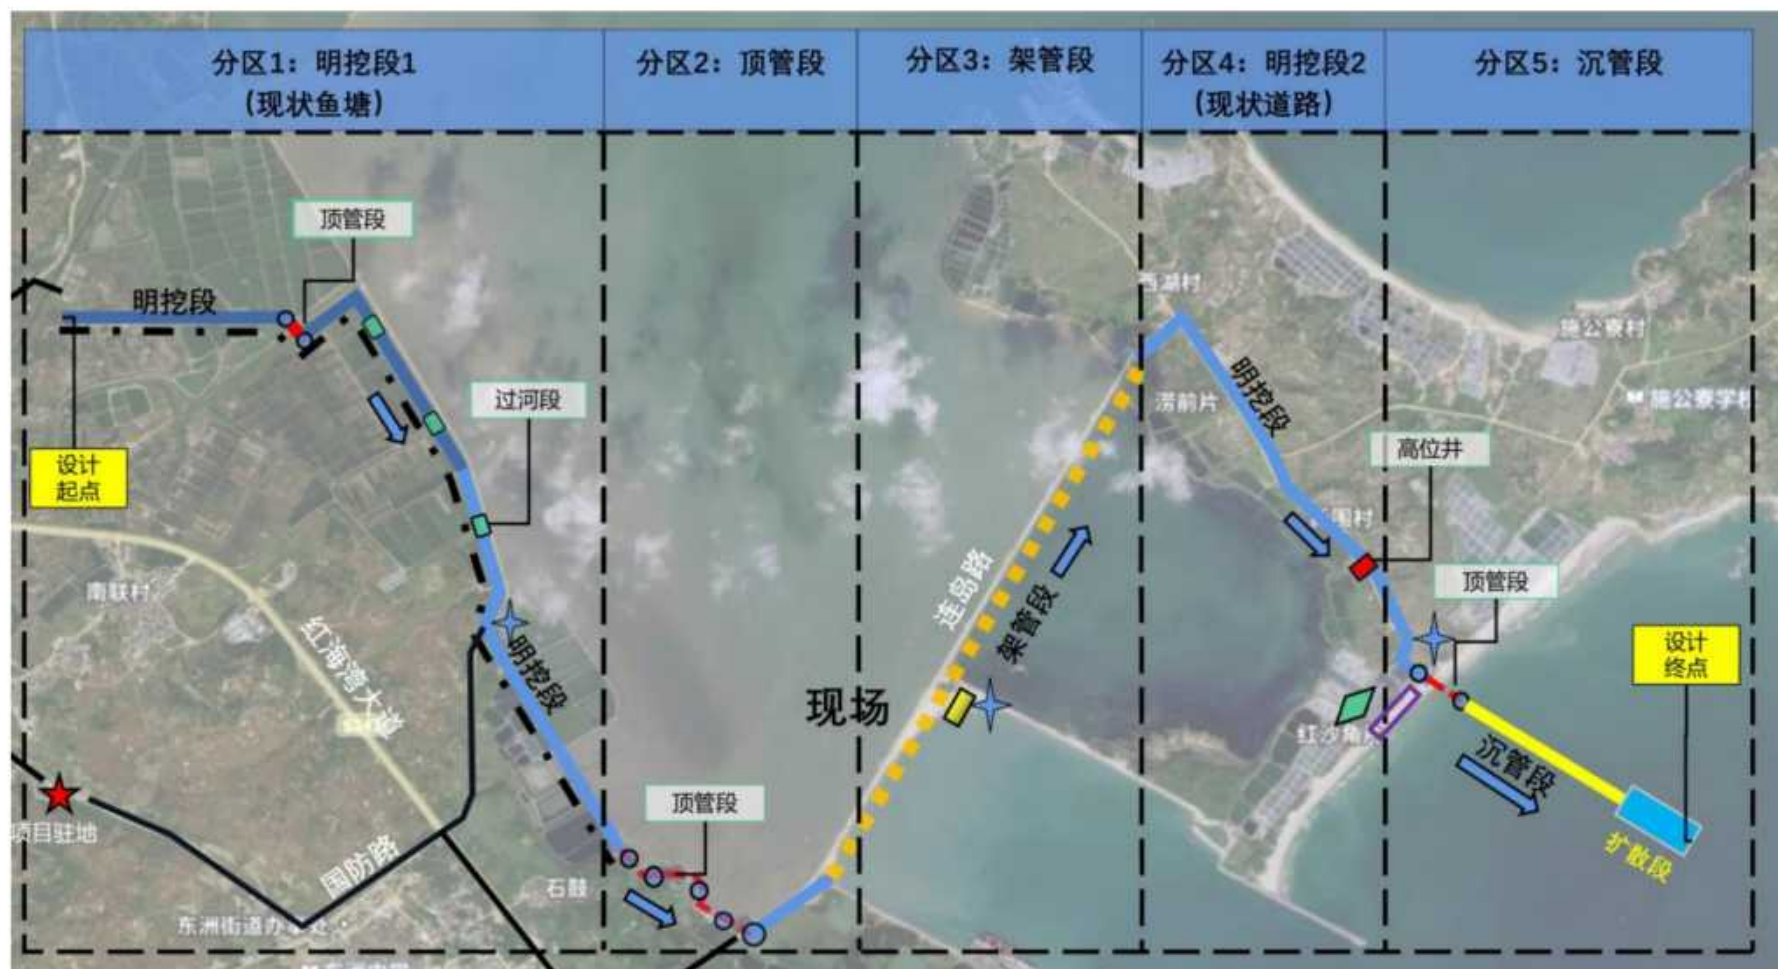 分区1：明挖段1
（现状鱼塘）
分区2：顶管段
分区3：架管段
分区4：明挖段2
（现状道路）
分区5：沉管段
顶管段
明挖段
西湖村
施公寮村
过河段
明挖段
涝前片
施公寮学校
设计
起点
高位井
围村
南联村
连岛路
顶管段
红海湾大道
架管段
明挖段
设计
终点
现场
红沙角
沉管段
项目驻地
顶管段
扩散段
国防路
石鼓
东洲街道办事处